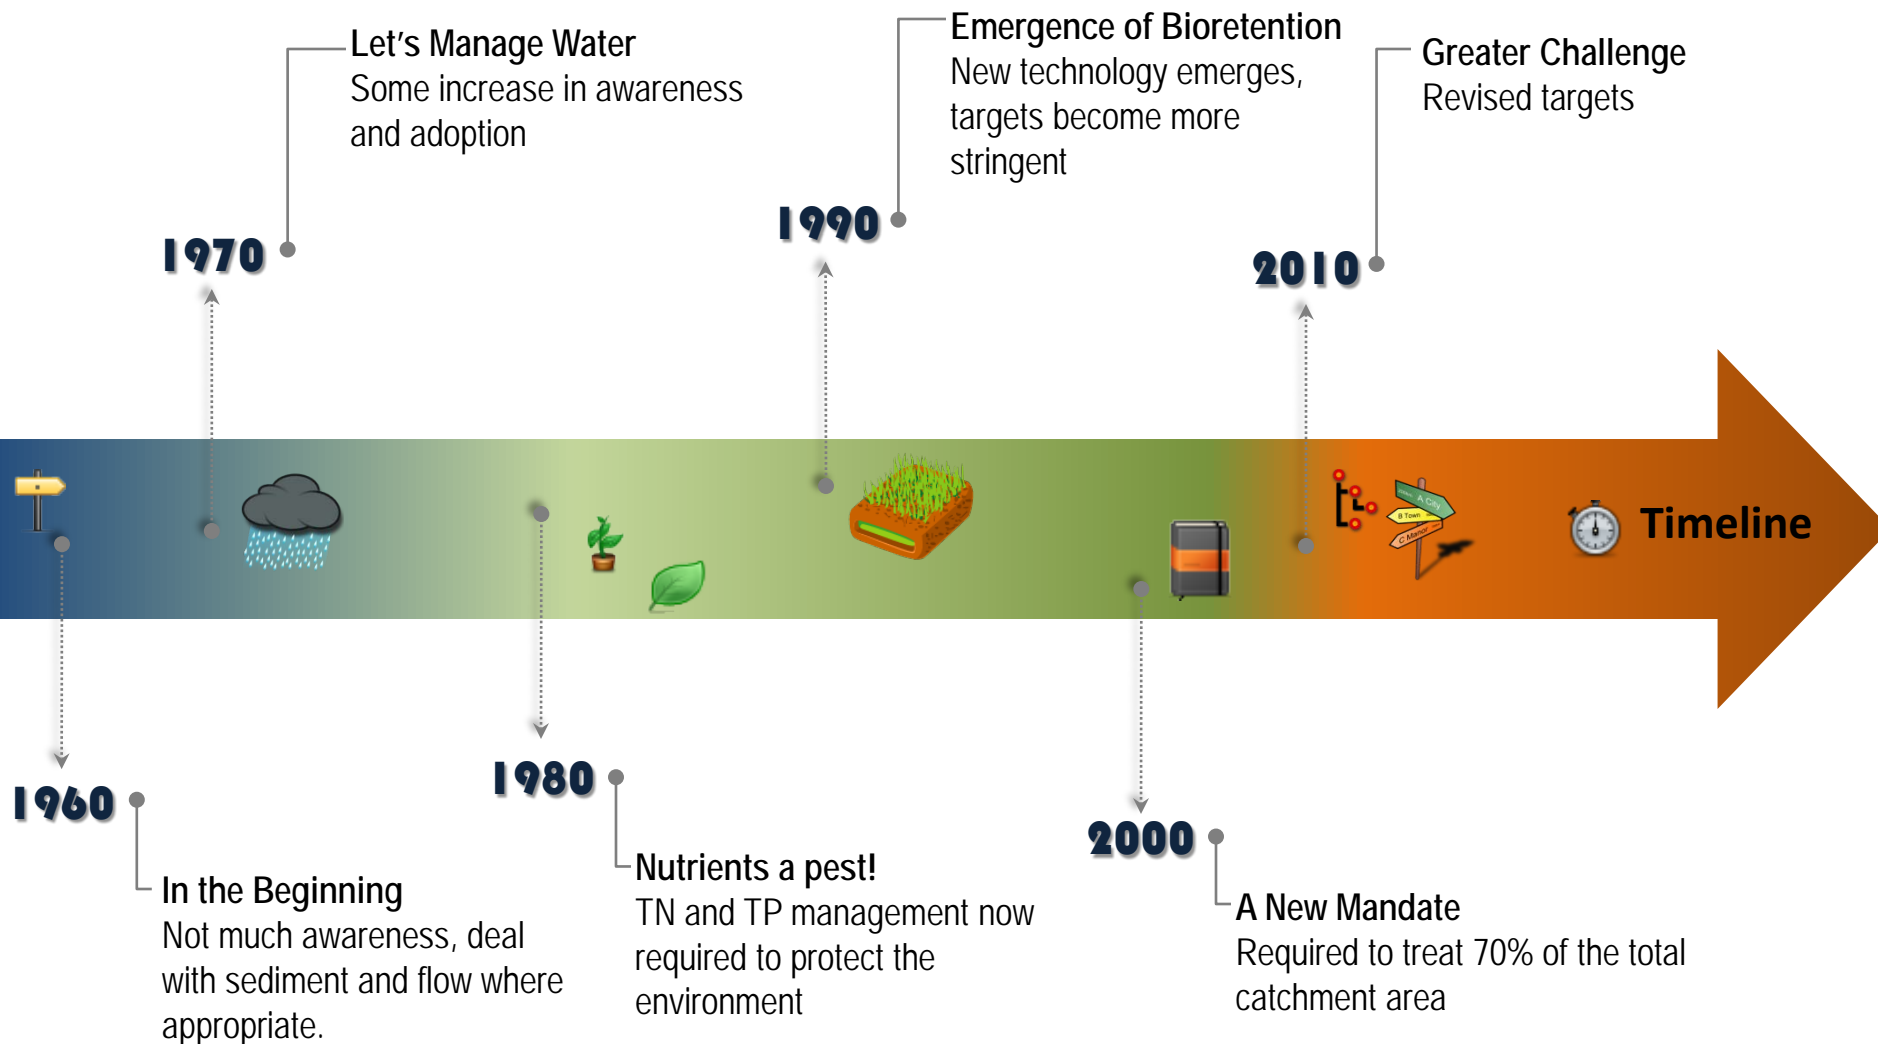 Let's Manage Water
Some increase in awareness
and adoption
Emergence of Bioretention
New technology emerges,
targets become more
stringent
Greater Challenge
Revised targets
1970
1990
2010
A City
B Town
C Manor
Timeline
1960
1980
2000
In the Beginning
Not much awareness, deal
with sediment and flow where
appropriate.
Nutrients a pest!
TN and TP management now
required to protect the
environment
A New Mandate
Required to treat 70% of the total
catchment area